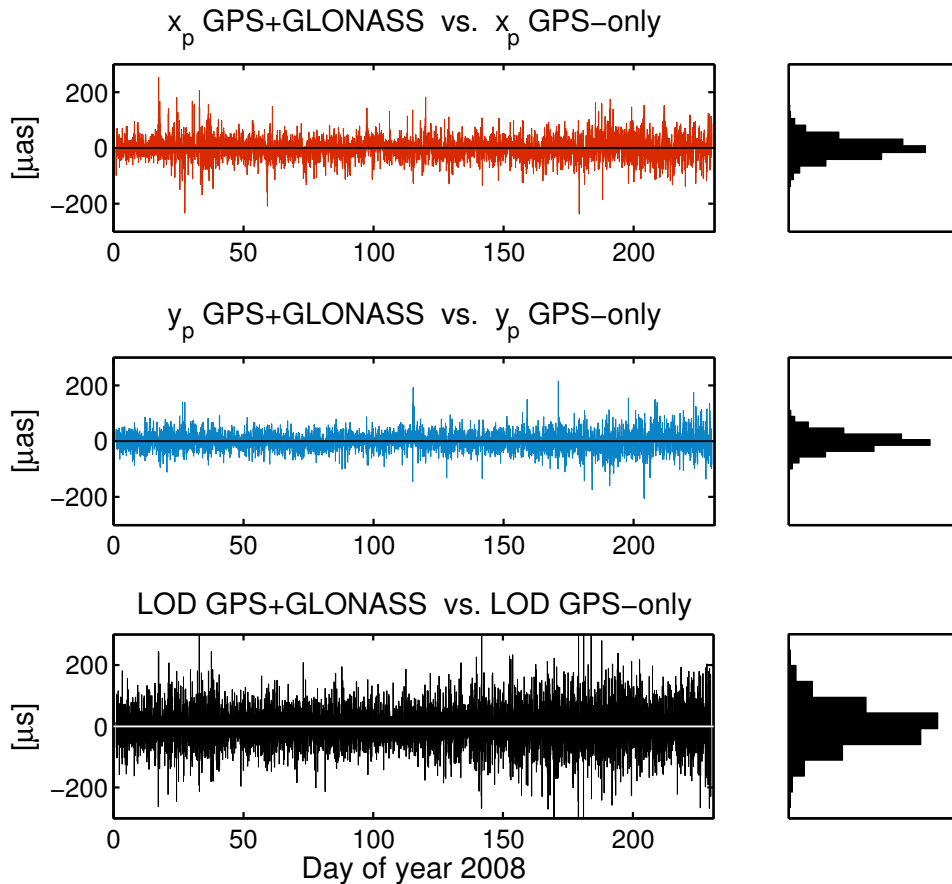 x_p GPS+GLONASS vs. x_p GPS−only
[μas]
200
0
−200
0 50 100 150 200
y_p GPS+GLONASS vs. y_p GPS−only
[μas]
200
0
−200
0 50 100 150 200
LOD GPS+GLONASS vs. LOD GPS−only
[μs]
200
0
−200
0 50 100 150 200
Day of year 2008